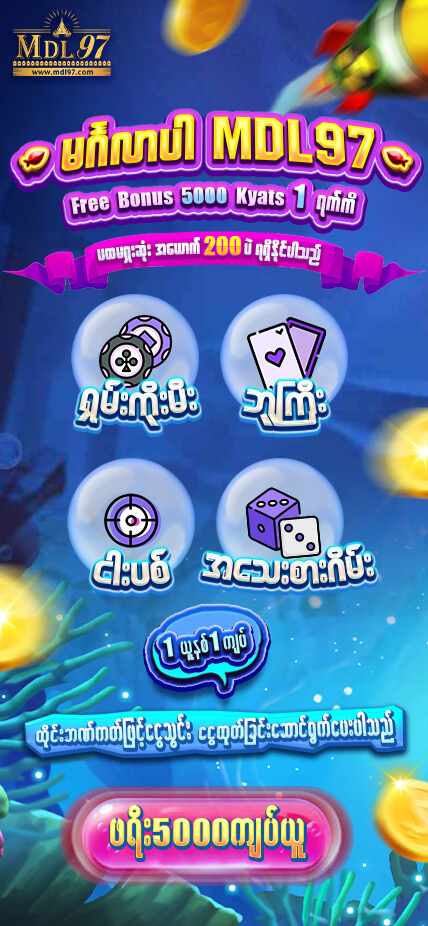 MDL97
www.mdl97.com
မင်္ဂလာပါ MDL97
Free Bonus 5000 Kyats 1 ရက်ကို
ပထမရှေးဆုံး အယောက် 200 ပဲ ရရှိနိုင်ပါသည်
ရှမ်းကိုးမီး
ဘူကြီး
ငါးပစ်
အသေးစားဂိမ်း
1 ယူနစ် 1 ကျပ်
ထိုင်းဘဏ်ကတ်ဖြင့်ငွေသွင်း ငွေထုတ်ခြင်းဆောင်ရွက်ပေးပါသည်
ဖရီး5000ကျပ်ယူ